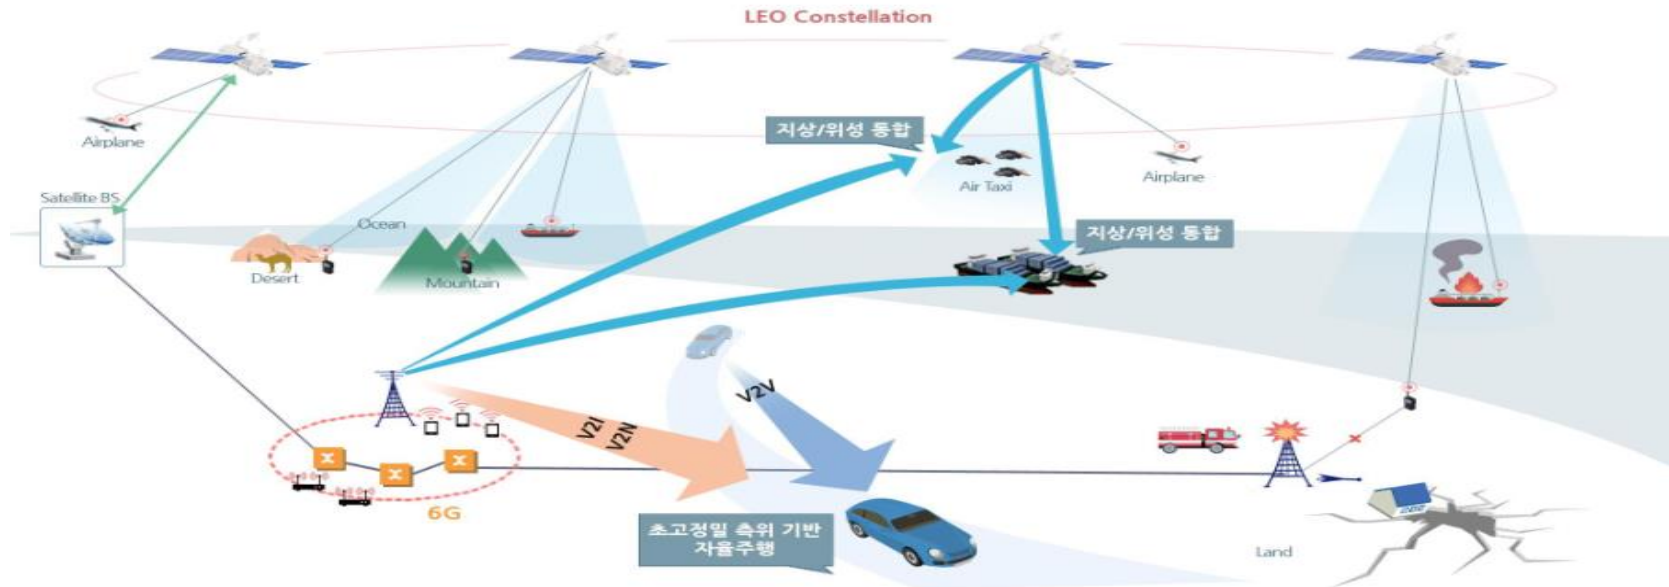 LEO Constellation
지상/위성 통합
Airplane
Air Taxi
Airplane
Satellite BS
Ocean
지상/위성 통합
Desert
Mountain
V2V
V2I
V2N
6G
초고정밀 측위 기반
자율주행
Land